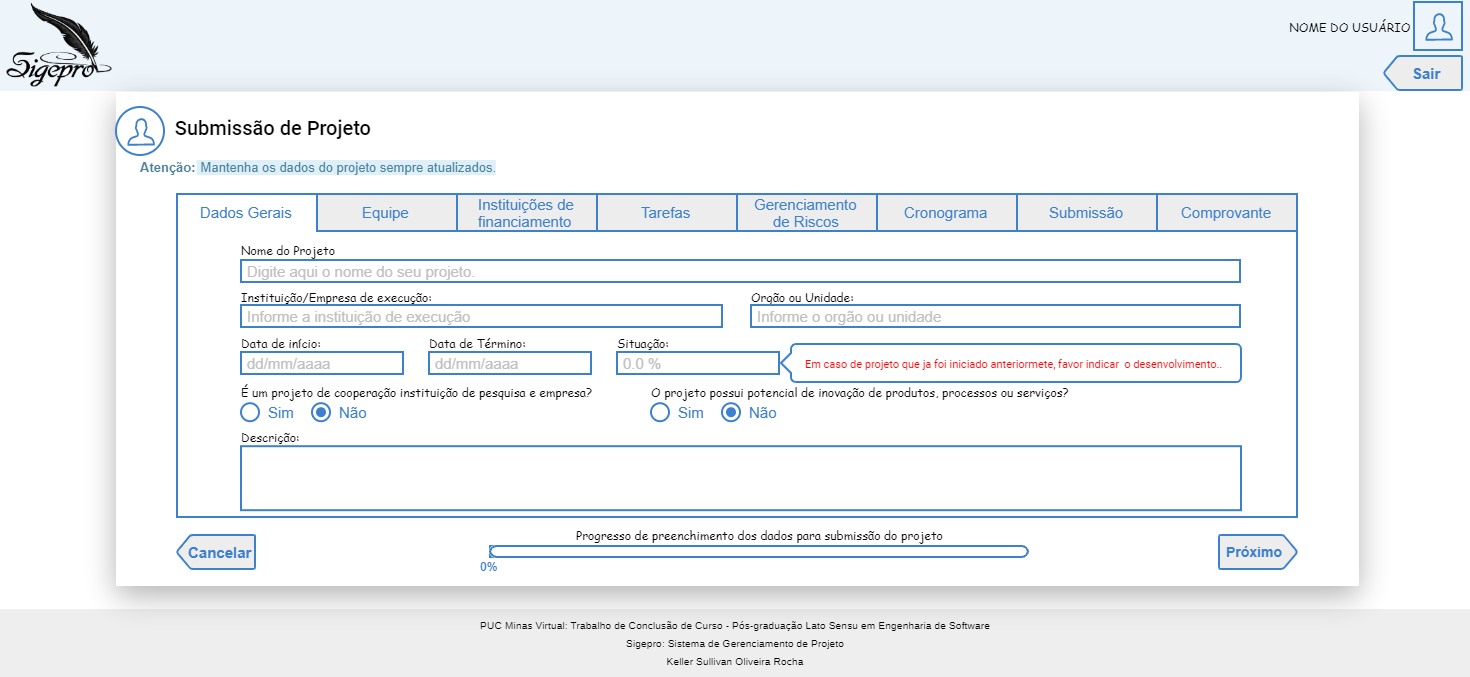 Sigepro
NOME DO USUÁRIO
Sair
Submissão de Projeto
Atenção: Mantenha os dados do projeto sempre atualizados.
Dados Gerais
Equipe
Instituições de
financiamento
Tarefas
Gerenciamento
de Riscos
Cronograma
Submissão
Comprovante
Nome do Projeto
Digite aqui o nome do seu projeto.
Instituição/Empresa de execução:
Orgão ou Unidade:
Informe a instituição de execução
Informe o orgão ou unidade
Data de início:
Data de Término:
Situação:
dd/mm/aaaa
dd/mm/aaaa
0.0 %
Em caso de projeto que ja foi iniciado anteriormete, favor indicar o desenvolvimento..
É um projeto de cooperação instituição de pesquisa e empresa?
O projeto possui potencial de inovação de produtos, processos ou serviços?
Sim Não
Sim Não
Descrição:
Cancelar
Progresso de preenchimento dos dados para submissão do projeto
0%
Próximo
PUC Minas Virtual: Trabalho de Conclusão de Curso - Pós-graduação Lato Sensu em Engenharia de Software
Sigepro: Sistema de Gerenciamento de Projeto
Keller Sullivan Oliveira Rocha